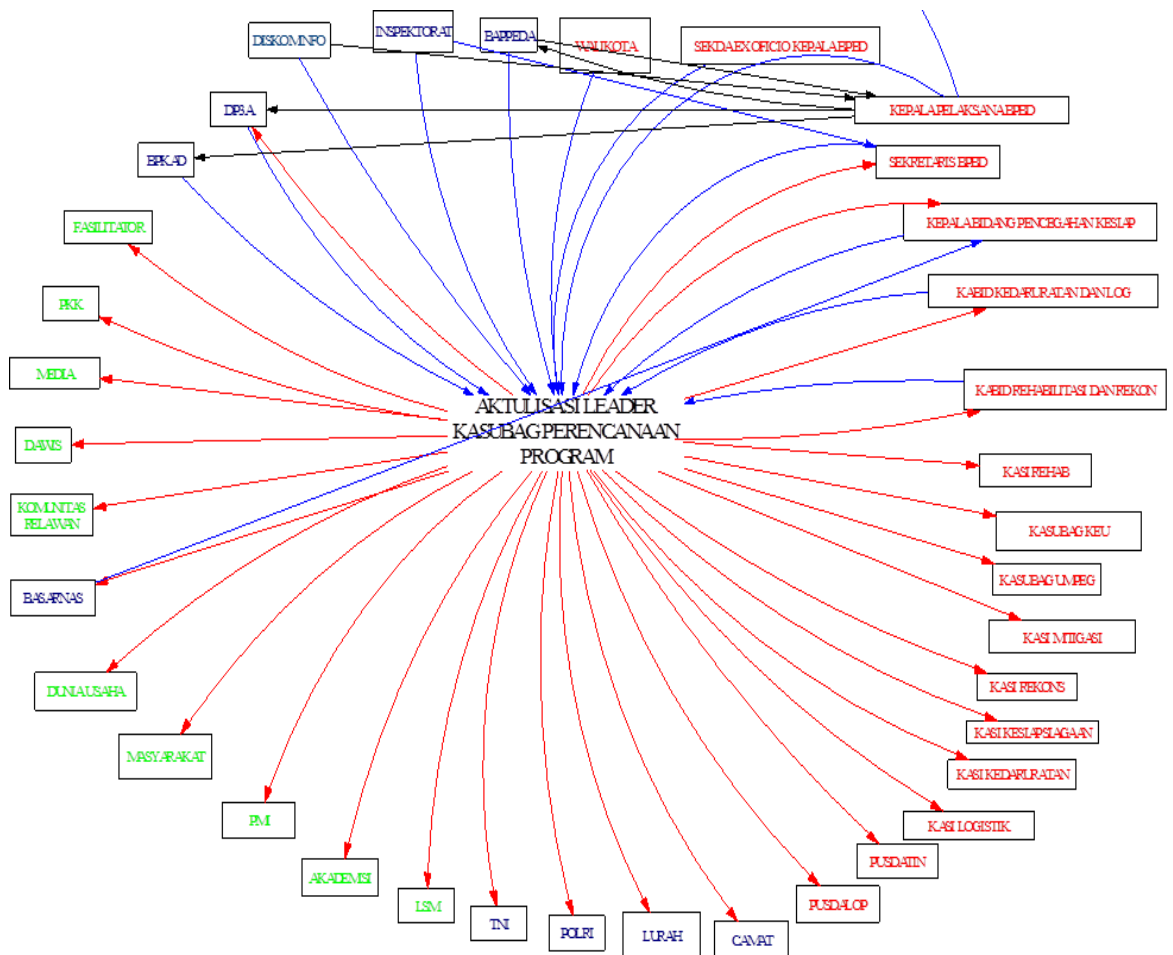 DISKOMINFO
INSPEKTORAT
BAPPEDA
WALIKOTA
SEKDA EX OFICIO KEPALA BPBD
KEPALA PELAKSANA BPBD
DP3A
BPKAD
SEKRETARIS BPBD
FASILITATOR
KEPALA BIDANG PENCEGAHAN KESIAP
PKK
KABID KEDARURATAN DAN LOG
MEDIA
KABID REHABILITASI DAN REKON
AKTULISASI LEADER
KASUBAG PERENCANAAN
PROGRAM
DAWIS
KASI REHAB
KOMUNITAS
RELAWAN
KASUBAG KEU
BASARNAS
KASUBAG UMPEG
KASI MITIGASI
DUNIA USAHA
KASI REKONS
MASYARAKAT
KASI KESIAPSIAGAAN
KASI KEDARURATAN
PMI
KASI LOGISTIK
AKADEMSI
PUSDATIN
LSM
PUSDALOP
TNI
POLRI
LURAH
CAMAT